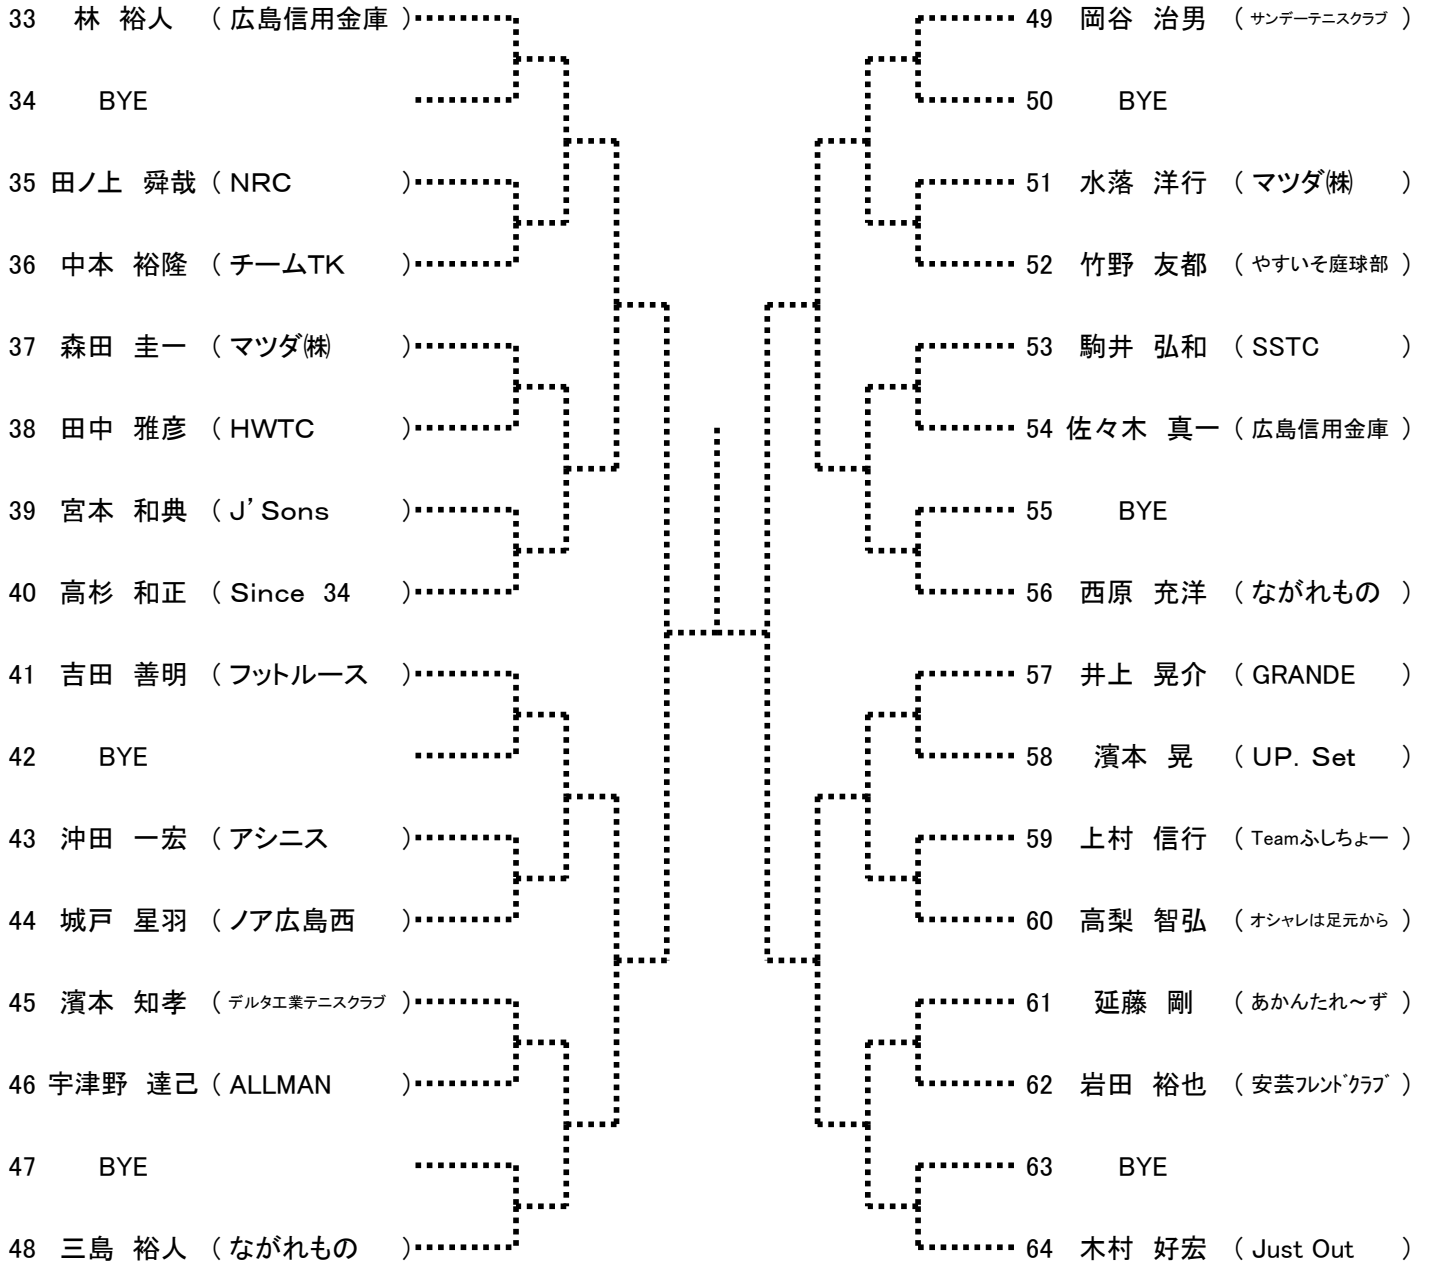 33 林 裕人 ( 広島信用金庫 )
34 BYE
35 田ノ上 舜哉 ( NRC )
36 中本 裕隆 ( チームTK )
37 森田 圭一 ( マツダ㈱ )
38 田中 雅彦 ( HWTC )
39 宮本 和典 ( J'Sons )
40 高杉 和正 ( Since 34 )
41 吉田 善明 ( フットルース )
42 BYE
43 沖田 一宏 ( アシニス )
44 城戸 星羽 ( ノア広島西 )
45 濱本 知孝 ( デルタ工業テニスクラブ )
46 宇津野 達己 ( ALLMAN )
47 BYE
48 三島 裕人 ( ながれもの )
49 岡谷 治男 ( サンデーテニスクラブ )
50 BYE
51 水落 洋行 ( マツダ㈱ )
52 竹野 友都 ( やすいそ庭球部 )
53 駒井 弘和 ( SSTC )
54 佐々木 真一 ( 広島信用金庫 )
55 BYE
56 西原 充洋 ( ながれもの )
57 井上 晃介 ( GRANDE )
58 濱本 晃 ( UP. Set )
59 上村 信行 ( Teamふしちょー )
60 高梨 智弘 ( オシャレは足元から )
61 延藤 剛 ( あかんたれ～ず )
62 岩田 裕也 ( 安芸ﾌﾚﾝﾄﾞｸﾗﾌﾞ )
63 BYE
64 木村 好宏 ( Just Out )